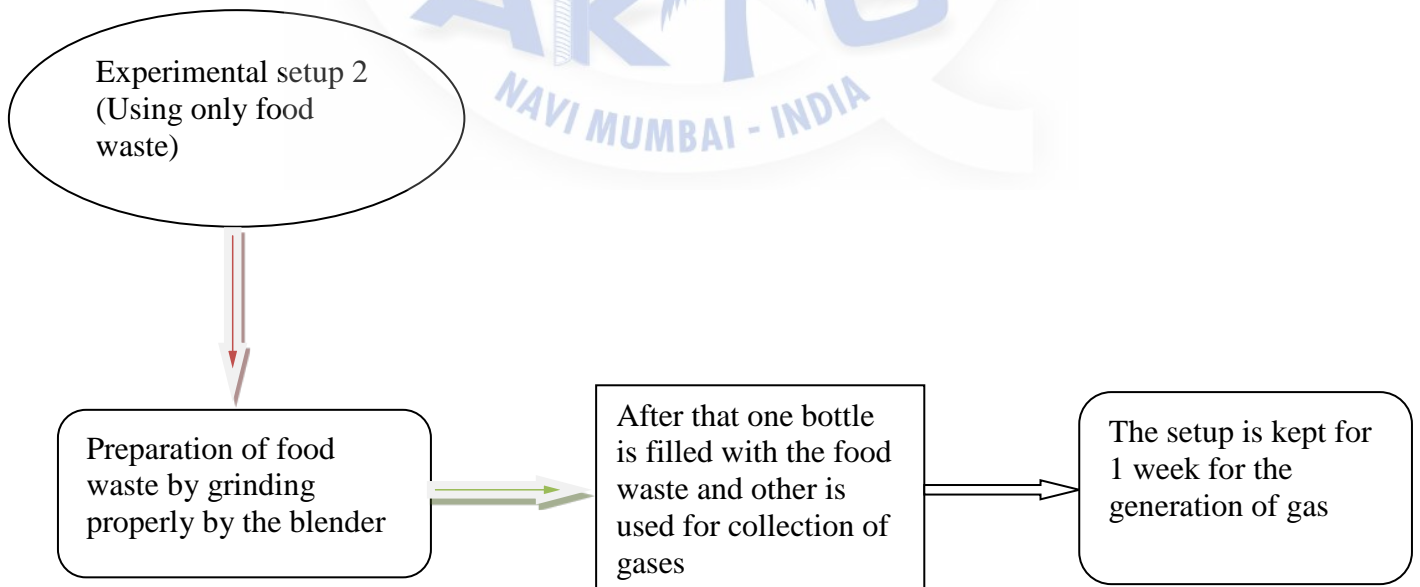 NAVI MUMBAI - INDIA
Experimental setup 2
(Using only food
waste)
Preparation of food
waste by grinding
properly by the blender
After that one bottle
is filled with the food
waste and other is
used for collection of
gases
The setup is kept for
1 week for the
generation of gas